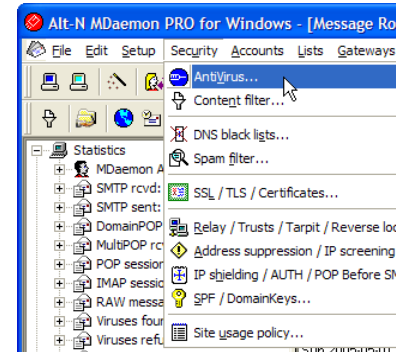 Alt-N MDaemon PRO for Windows - [Message Ro
File Edit Setup Security Accounts Lists Gateways
AntiVirus...
Content filter...
DNS black lists...
Spam filter...
SSL / TLS / Certificates...
Relay / Trusts / Tarpit / Reverse loo
Address suppression / IP screening
IP shielding / AUTH / POP Before SM
SPF / DomainKeys...
Site usage policy...
Statistics
MDaemon A
SMTP rcvd:
SMTP sent:
DomainPOP
MultiPOP rc
POP session
IMAP sessio
RAW messa
Viruses foun
Viruses refu